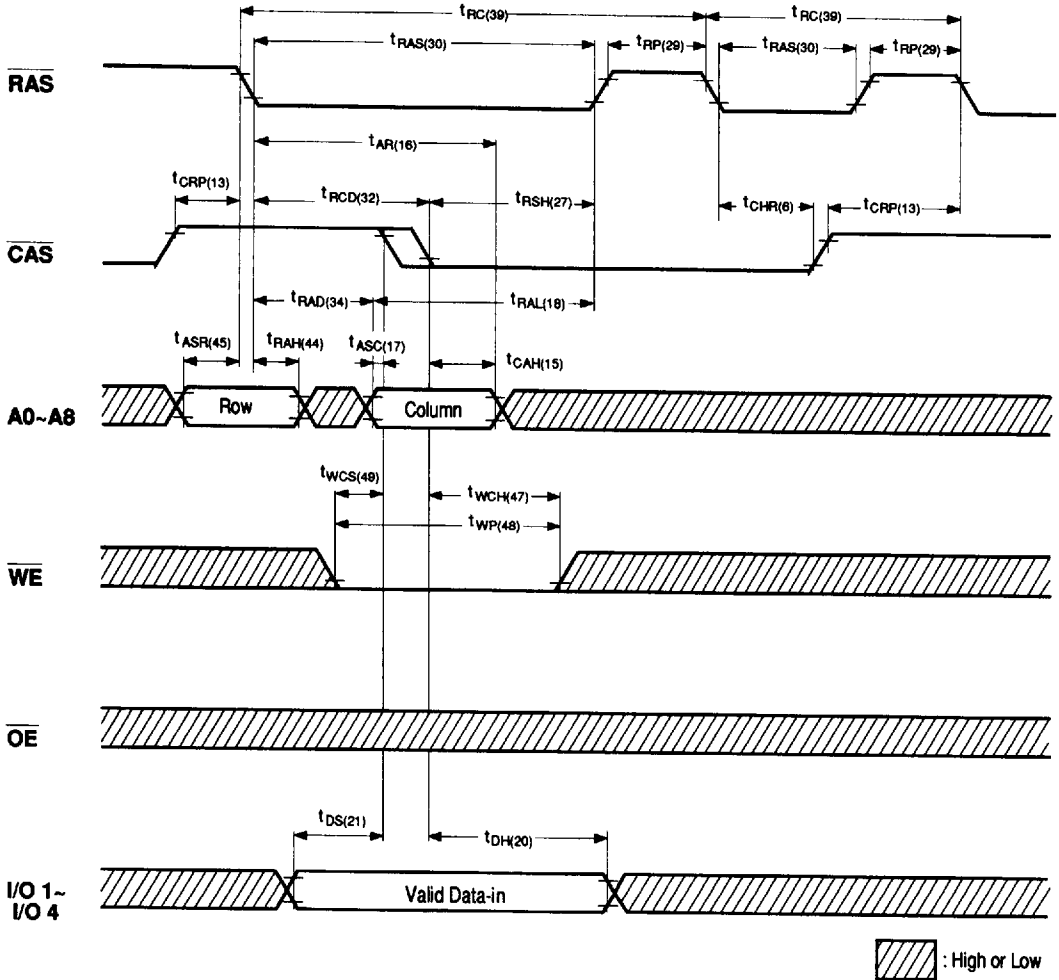 tRC(39) tRC(39)
tRAS(30) tRP(29) tRAS(30) tRP(29)
RAS
tAR(16)
tCRP(13) tRCD(32) tRSH(27) tCHR(6) tCRP(13)
CAS
tRAD(34) tRAL(18)
tASR(45) tRAH(44) tASC(17) tCAH(15)
A0~A8 Row Column
tWCS(49) tWCH(47)
tWP(48)
WE
OE
tDS(21) tDH(20)
I/O 1~
I/O 4
Valid Data-in
: High or Low